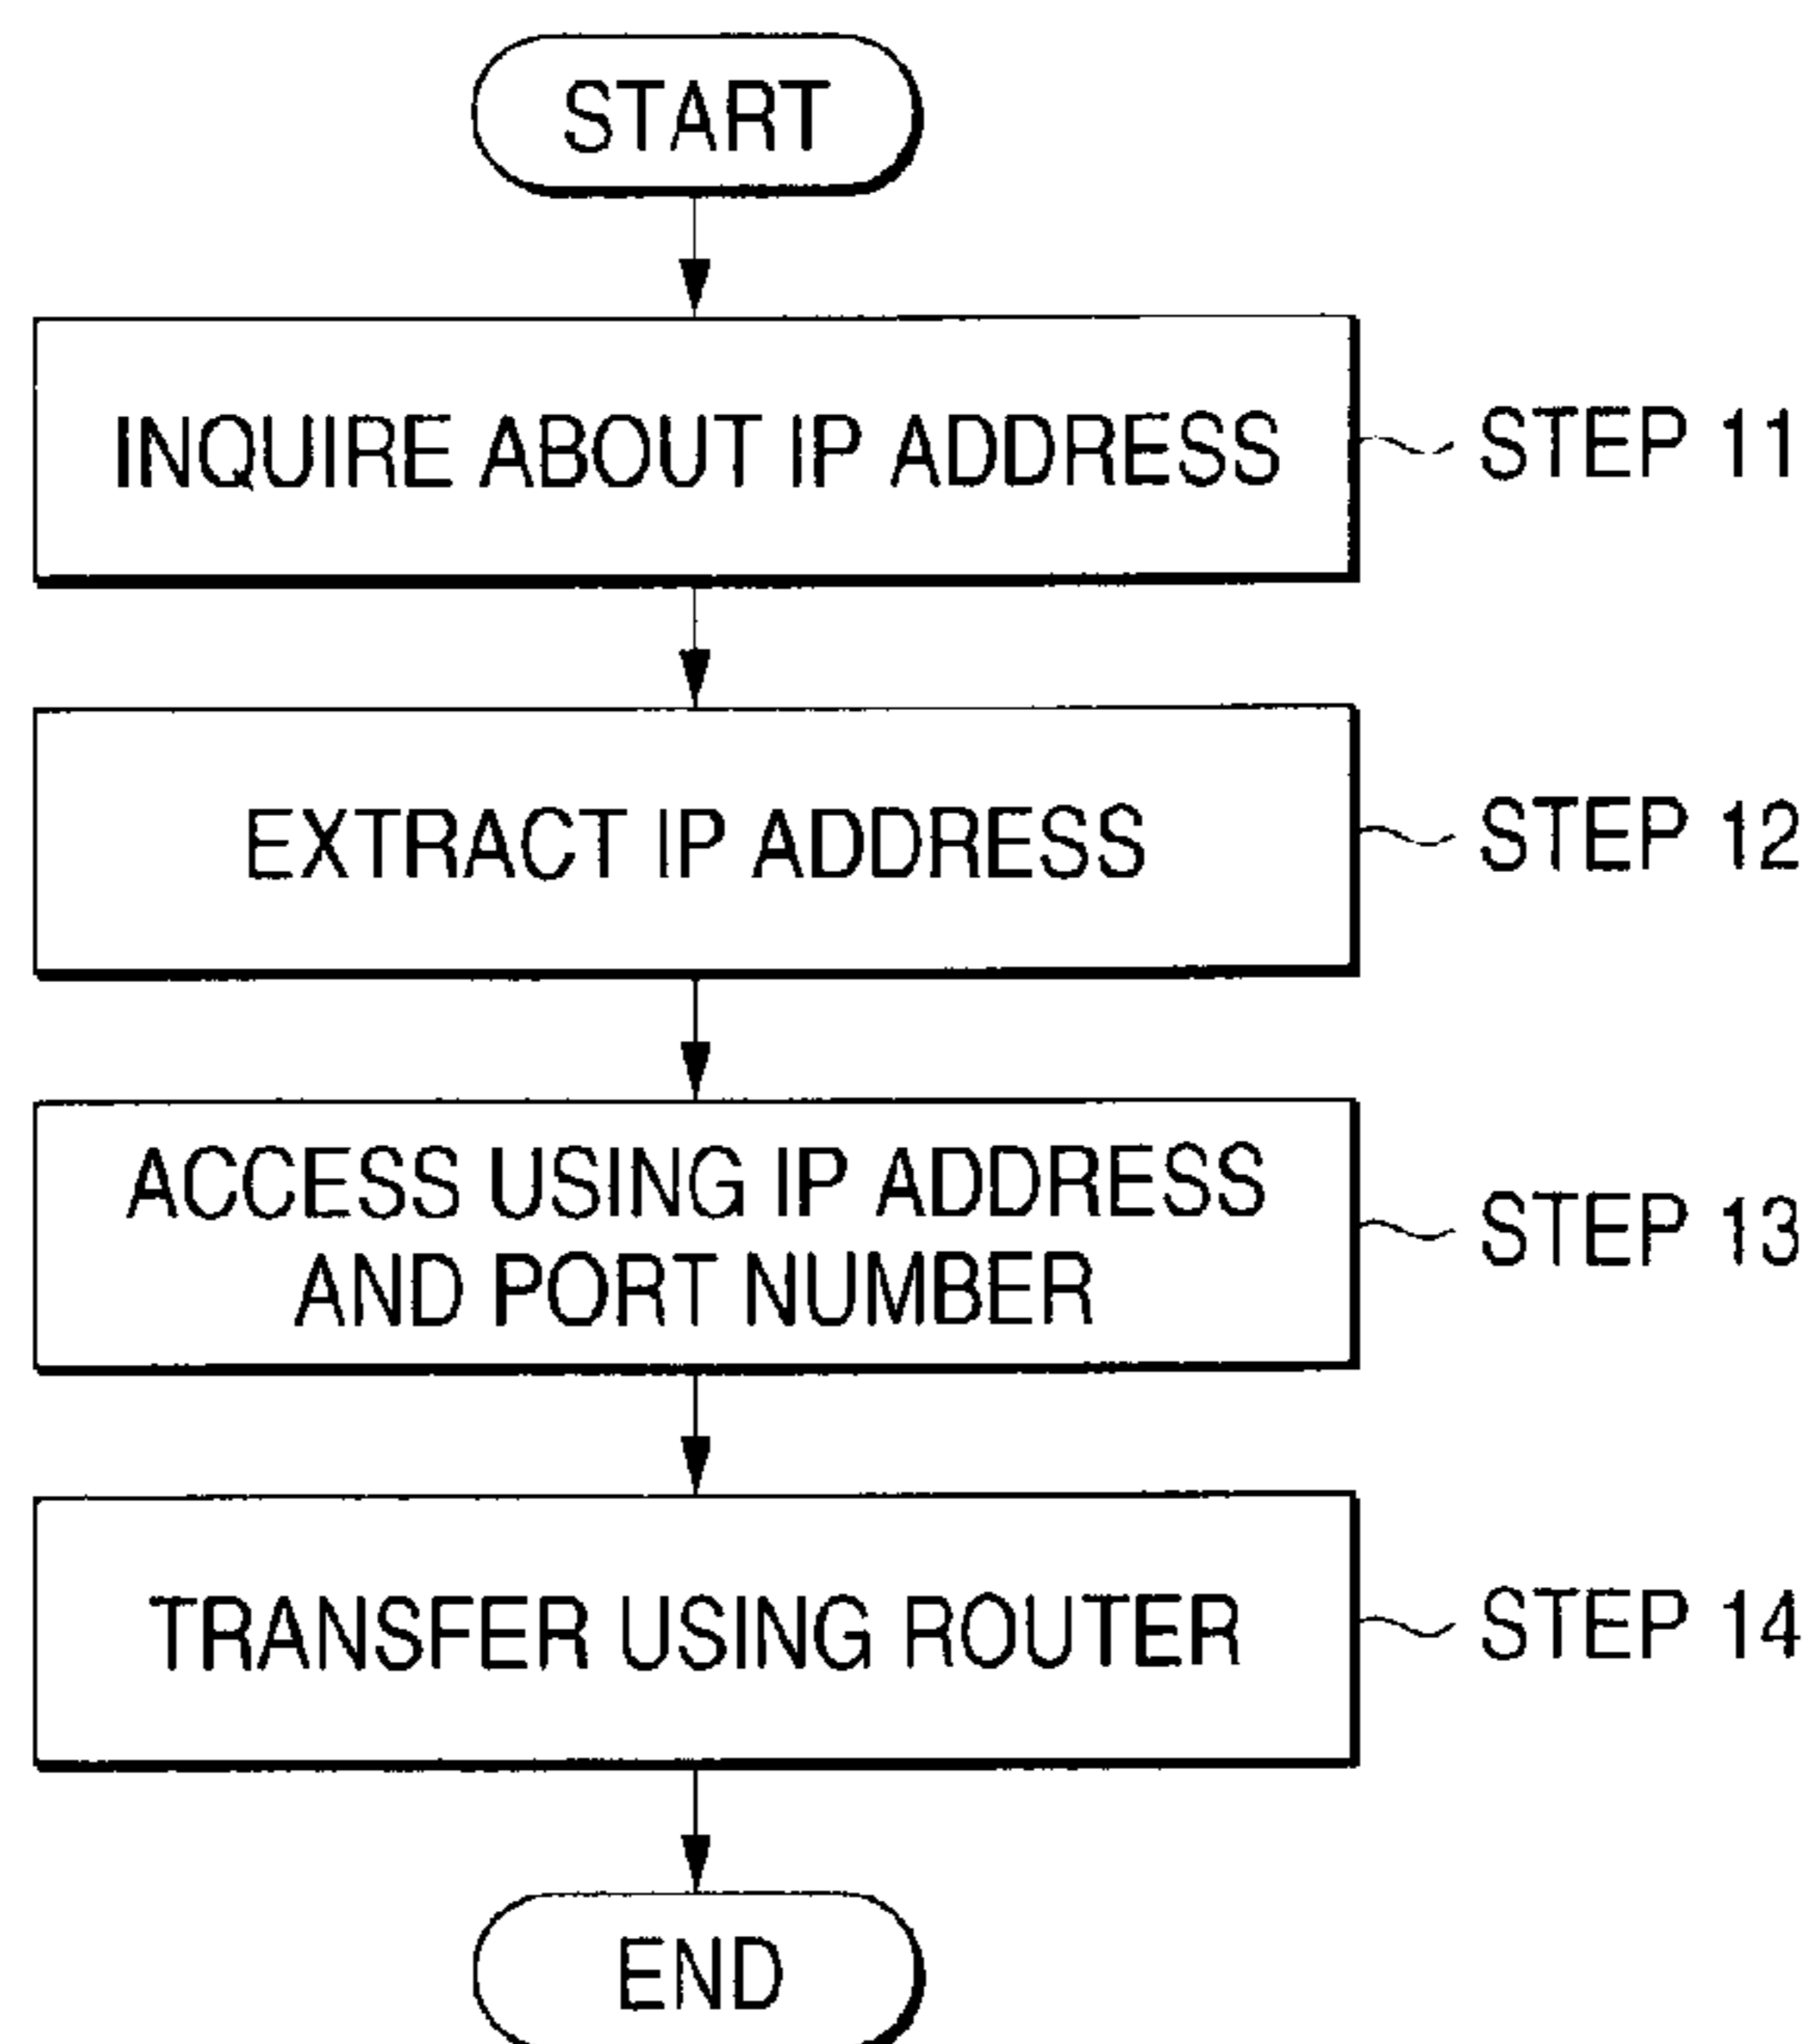 START
INQUIRE ABOUT IP ADDRESS
STEP 11
EXTRACT IP ADDRESS
STEP 12
ACCESS USING IP ADDRESS
AND PORT NUMBER
STEP 13
TRANSFER USING ROUTER
STEP 14
END